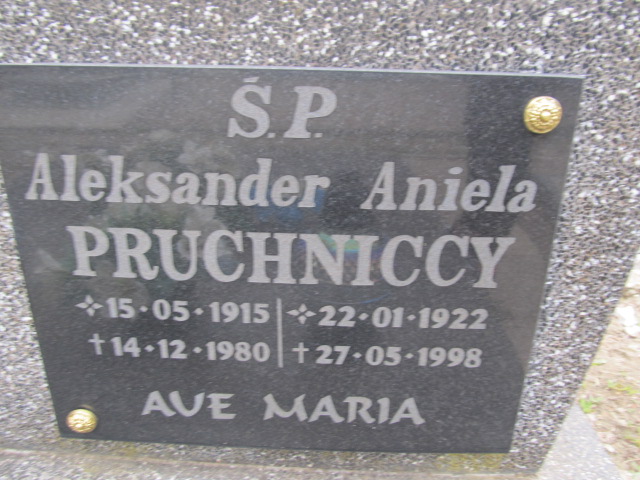 Ś.P.
Aleksander Aniela
PRUCHNICCY
✧15·05·1915 ✧22·01·1922
†14·12·1980 †27·05·1998
AVE MARIA